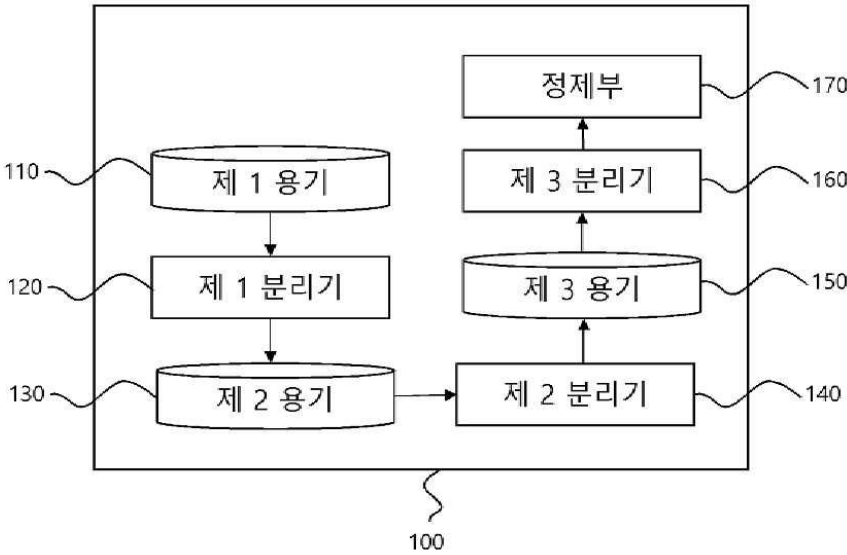 정제부
170
110
제 1 용기
제 3 분리기
160
120
제 1 분리기
제 3 용기
150
130
제 2 용기
제 2 분리기
140
100